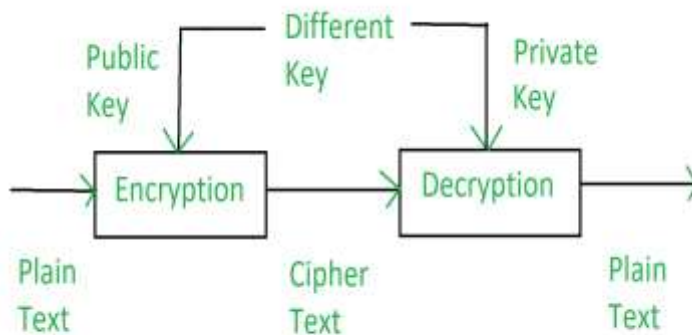 Different
Key
Public
Key
Private
Key
Encryption
Decryption
Plain
Text
Cipher
Text
Plain
Text